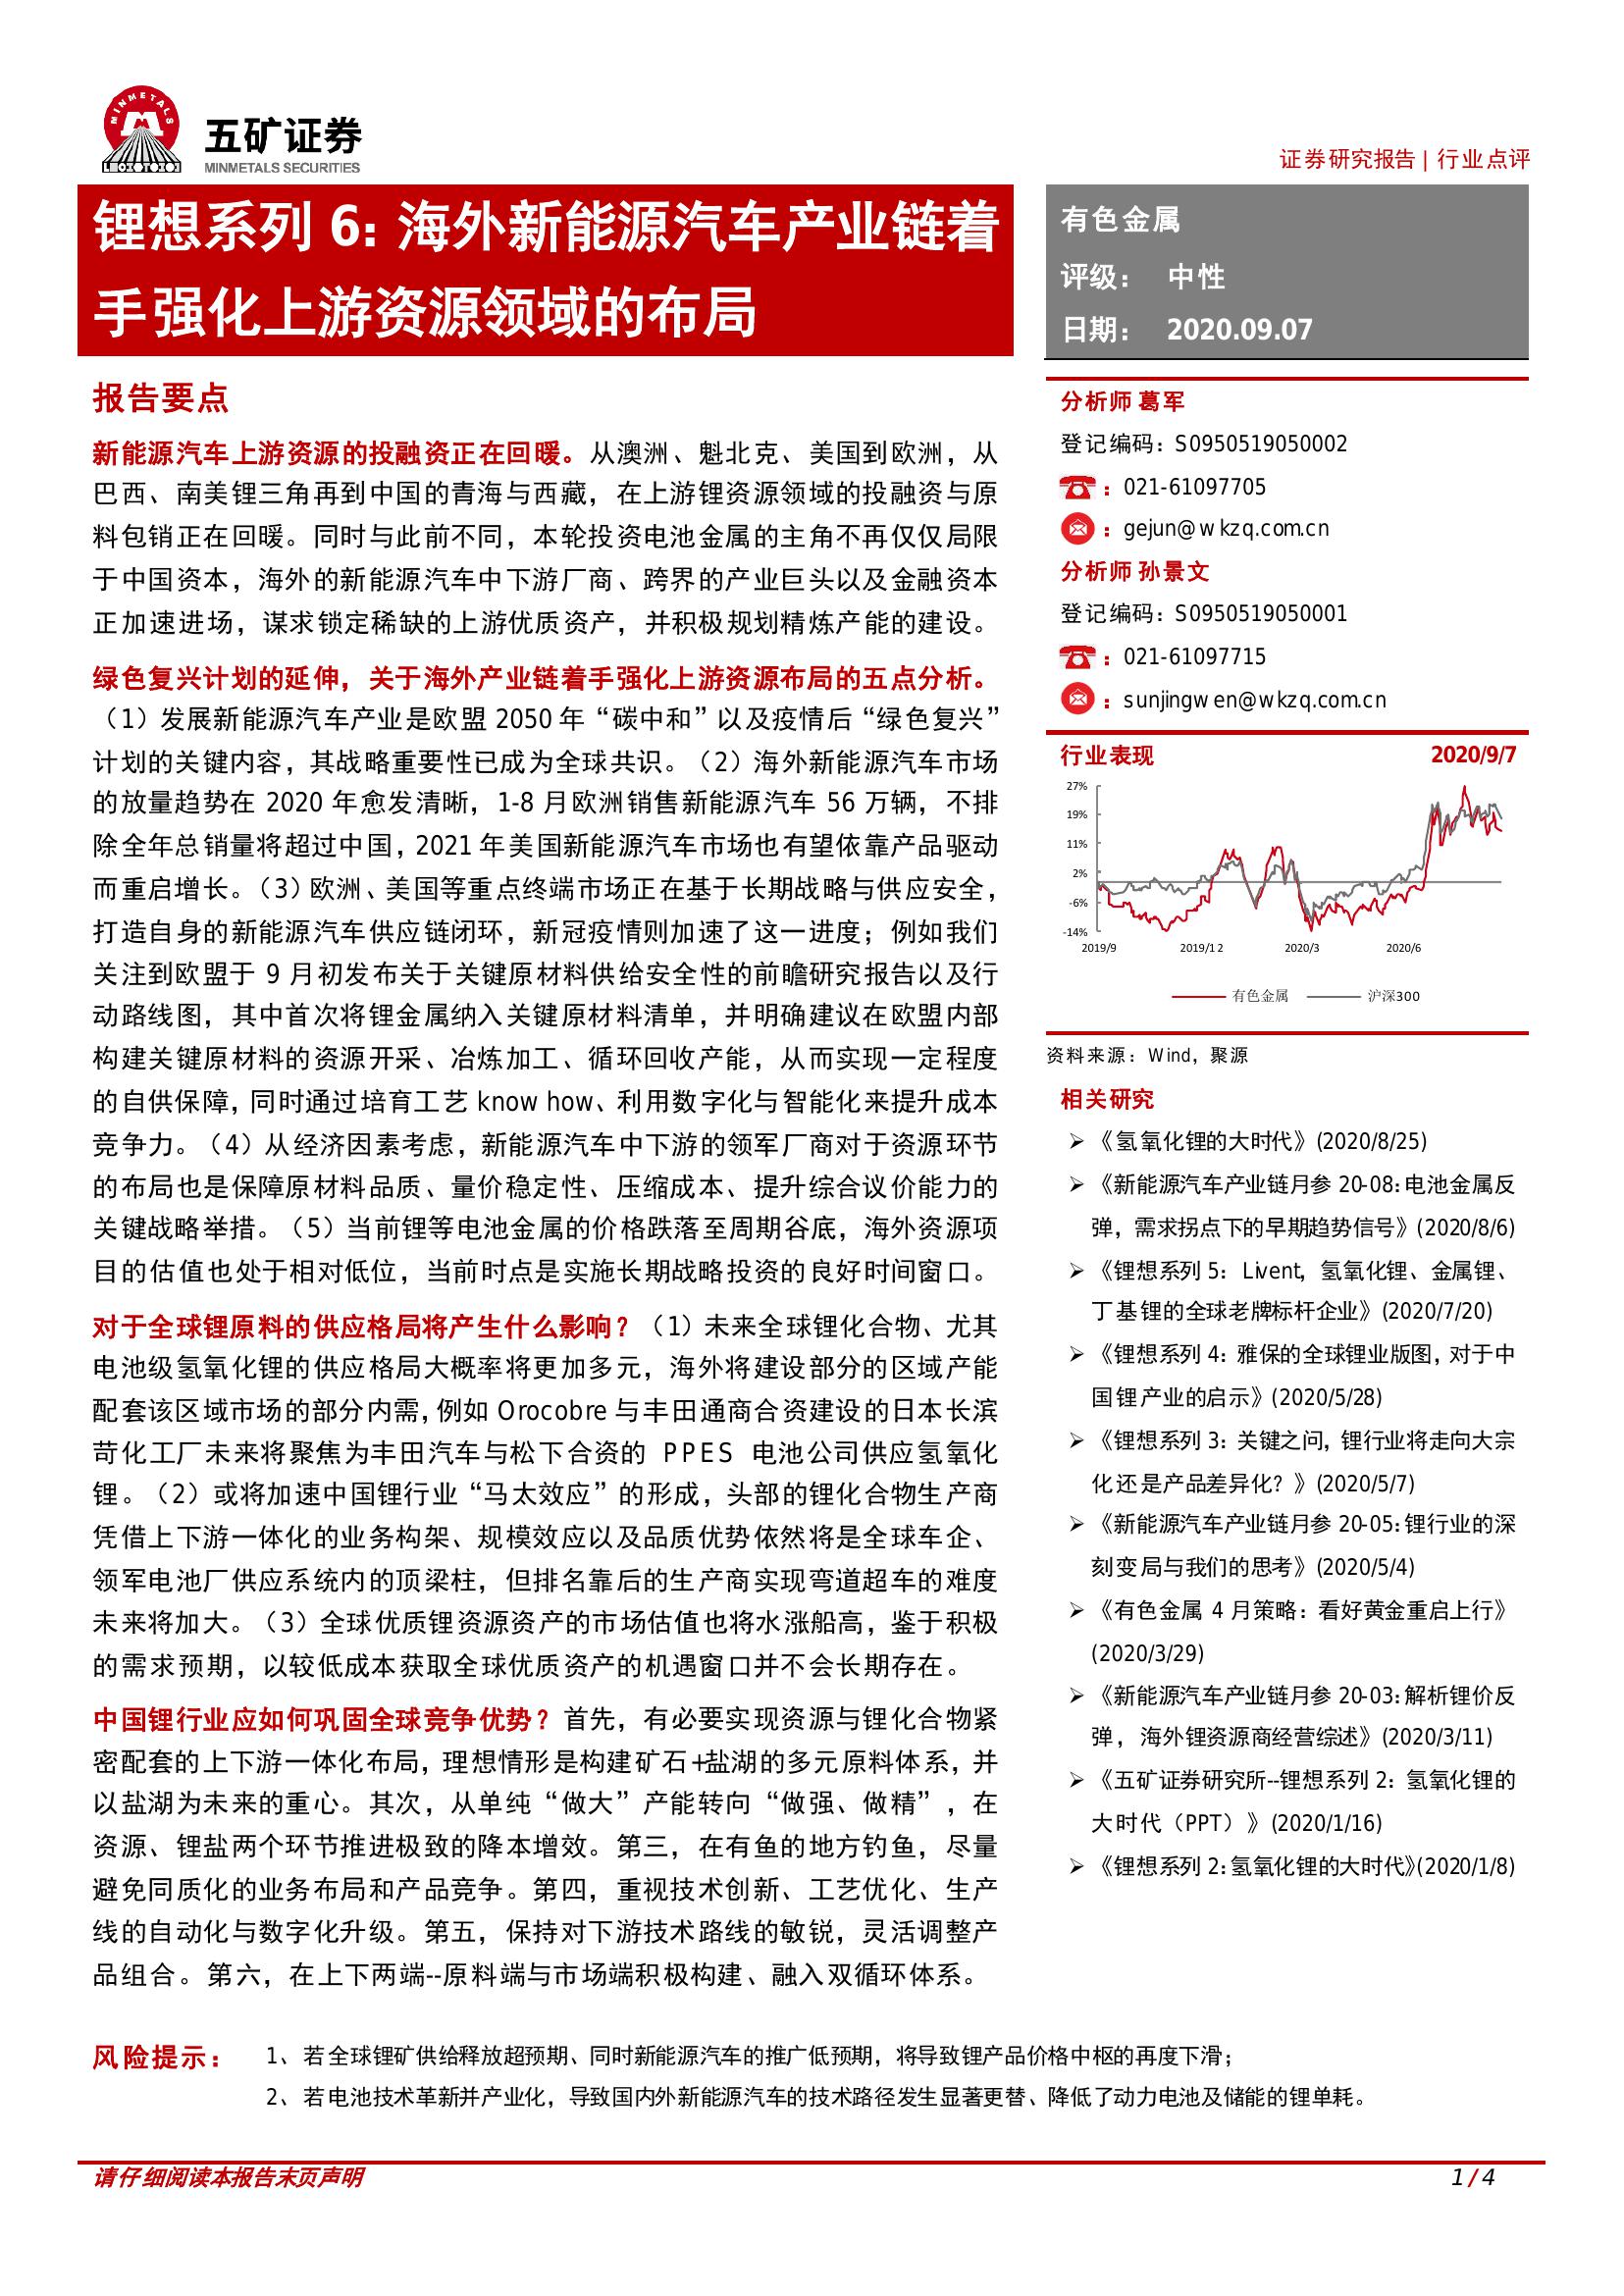 MINMETALS
五矿证券
MINMETALS SECURITIES
证券研究报告 | 行业点评
锂想系列 6: 海外新能源汽车产业链着
手强化上游资源领域的布局
有色金属
评级： 中性
日期： 2020.09.07
报告要点
新能源汽车上游资源的投融资正在回暖。从澳洲、魁北克、美国到欧洲，从
巴西、南美锂三角再到中国的青海与西藏，在上游锂资源领域的投融资与原
料包销正在回暖。同时与此前不同，本轮投资电池金属的主角不再仅仅局限
于中国资本，海外的新能源汽车中下游厂商、跨界的产业巨头以及金融资本
正加速进场，谋求锁定稀缺的上游优质资产，并积极规划精炼产能的建设。
绿色复兴计划的延伸，关于海外产业链着手强化上游资源布局的五点分析。
（1）发展新能源汽车产业是欧盟 2050 年“碳中和”以及疫情后“绿色复兴”
计划的关键内容，其战略重要性已成为全球共识。（2）海外新能源汽车市场
的放量趋势在 2020 年愈发清晰，1-8 月欧洲销售新能源汽车 56 万辆，不排
除全年总销量将超过中国，2021 年美国新能源汽车市场也有望依靠产品驱动
而重启增长。（3）欧洲、美国等重点终端市场正在基于长期战略与供应安全，
打造自身的新能源汽车供应链闭环，新冠疫情则加速了这一进度；例如我们
关注到欧盟于 9 月初发布关于关键原材料供给安全性的前瞻研究报告以及行
动路线图，其中首次将锂金属纳入关键原材料清单，并明确建议在欧盟内部
构建关键原材料的资源开采、冶炼加工、循环回收产能，从而实现一定程度
的自供保障，同时通过培育工艺 know how、利用数字化与智能化来提升成本
竞争力。（4）从经济因素考虑，新能源汽车中下游的领军厂商对于资源环节
的布局也是保障原材料品质、量价稳定性、压缩成本、提升综合议价能力的
关键战略举措。（5）当前锂等电池金属的价格跌落至周期谷底，海外资源项
目的估值也处于相对低位，当前时点是实施长期战略投资的良好时间窗口。
对于全球锂原料的供应格局将产生什么影响？（1）未来全球锂化合物、尤其
电池级氢氧化锂的供应格局大概率将更加多元，海外将建设部分的区域产能
配套该区域市场的部分内需，例如 Orocobre 与丰田通商合资建设的日本长滨
苛化工厂未来将聚焦为丰田汽车与松下合资的 PPES 电池公司供应氢氧化
锂。（2）或将加速中国锂行业“马太效应”的形成，头部的锂化合物生产商
凭借上下游一体化的业务构架、规模效应以及品质优势依然将是全球车企、
领军电池厂供应系统内的顶梁柱，但排名靠后的生产商实现弯道超车的难度
未来将加大。（3）全球优质锂资源资产的市场估值也将水涨船高，鉴于积极
的需求预期，以较低成本获取全球优质资产的机遇窗口并不会长期存在。
中国锂行业应如何巩固全球竞争优势？首先，有必要实现资源与锂化合物紧
密配套的上下游一体化布局，理想情形是构建矿石+盐湖的多元原料体系，并
以盐湖为未来的重心。其次，从单纯“做大”产能转向“做强、做精”，在
资源、锂盐两个环节推进极致的降本增效。第三，在有鱼的地方钓鱼，尽量
避免同质化的业务布局和产品竞争。第四，重视技术创新、工艺优化、生产
线的自动化与数字化升级。第五，保持对下游技术路线的敏锐，灵活调整产
品组合。第六，在上下两端--原料端与市场端积极构建、融入双循环体系。
分析师 葛军
登记编码：S0950519050002
：021-61097705
：gejun@wkzq.com.cn
分析师 孙景文
登记编码：S0950519050001
：021-61097715
：sunjingwen@wkzq.com.cn
行业表现 2020/9/7
27%
19%
11%
2%
-6%
-14%
2019/9 2019/12 2020/3 2020/6
有色金属 沪深300
资料来源：Wind，聚源
相关研究
➢ 《氢氧化锂的大时代》(2020/8/25)
➢ 《新能源汽车产业链月参 20-08：电池金属反
弹，需求拐点下的早期趋势信号》(2020/8/6)
➢ 《锂想系列 5：Livent，氢氧化锂、金属锂、
丁基锂的全球老牌标杆企业》(2020/7/20)
➢ 《锂想系列 4：雅保的全球锂业版图，对于中
国锂产业的启示》(2020/5/28)
➢ 《锂想系列 3：关键之问，锂行业将走向大宗
化还是产品差异化？》(2020/5/7)
➢ 《新能源汽车产业链月参 20-05：锂行业的深
刻变局与我们的思考》(2020/5/4)
➢ 《有色金属 4 月策略：看好黄金重启上行》
(2020/3/29)
➢ 《新能源汽车产业链月参 20-03：解析锂价反
弹，海外锂资源商经营综述》(2020/3/11)
➢ 《五矿证券研究所--锂想系列 2：氢氧化锂的
大时代（PPT）》(2020/1/16)
➢ 《锂想系列 2：氢氧化锂的大时代》(2020/1/8)
风险提示： 1、若全球锂矿供给释放超预期、同时新能源汽车的推广低预期，将导致锂产品价格中枢的再度下滑；
2、若电池技术革新并产业化，导致国内外新能源汽车的技术路径发生显著更替、降低了动力电池及储能的锂单耗。
请仔细阅读本报告末页声明
1 / 4